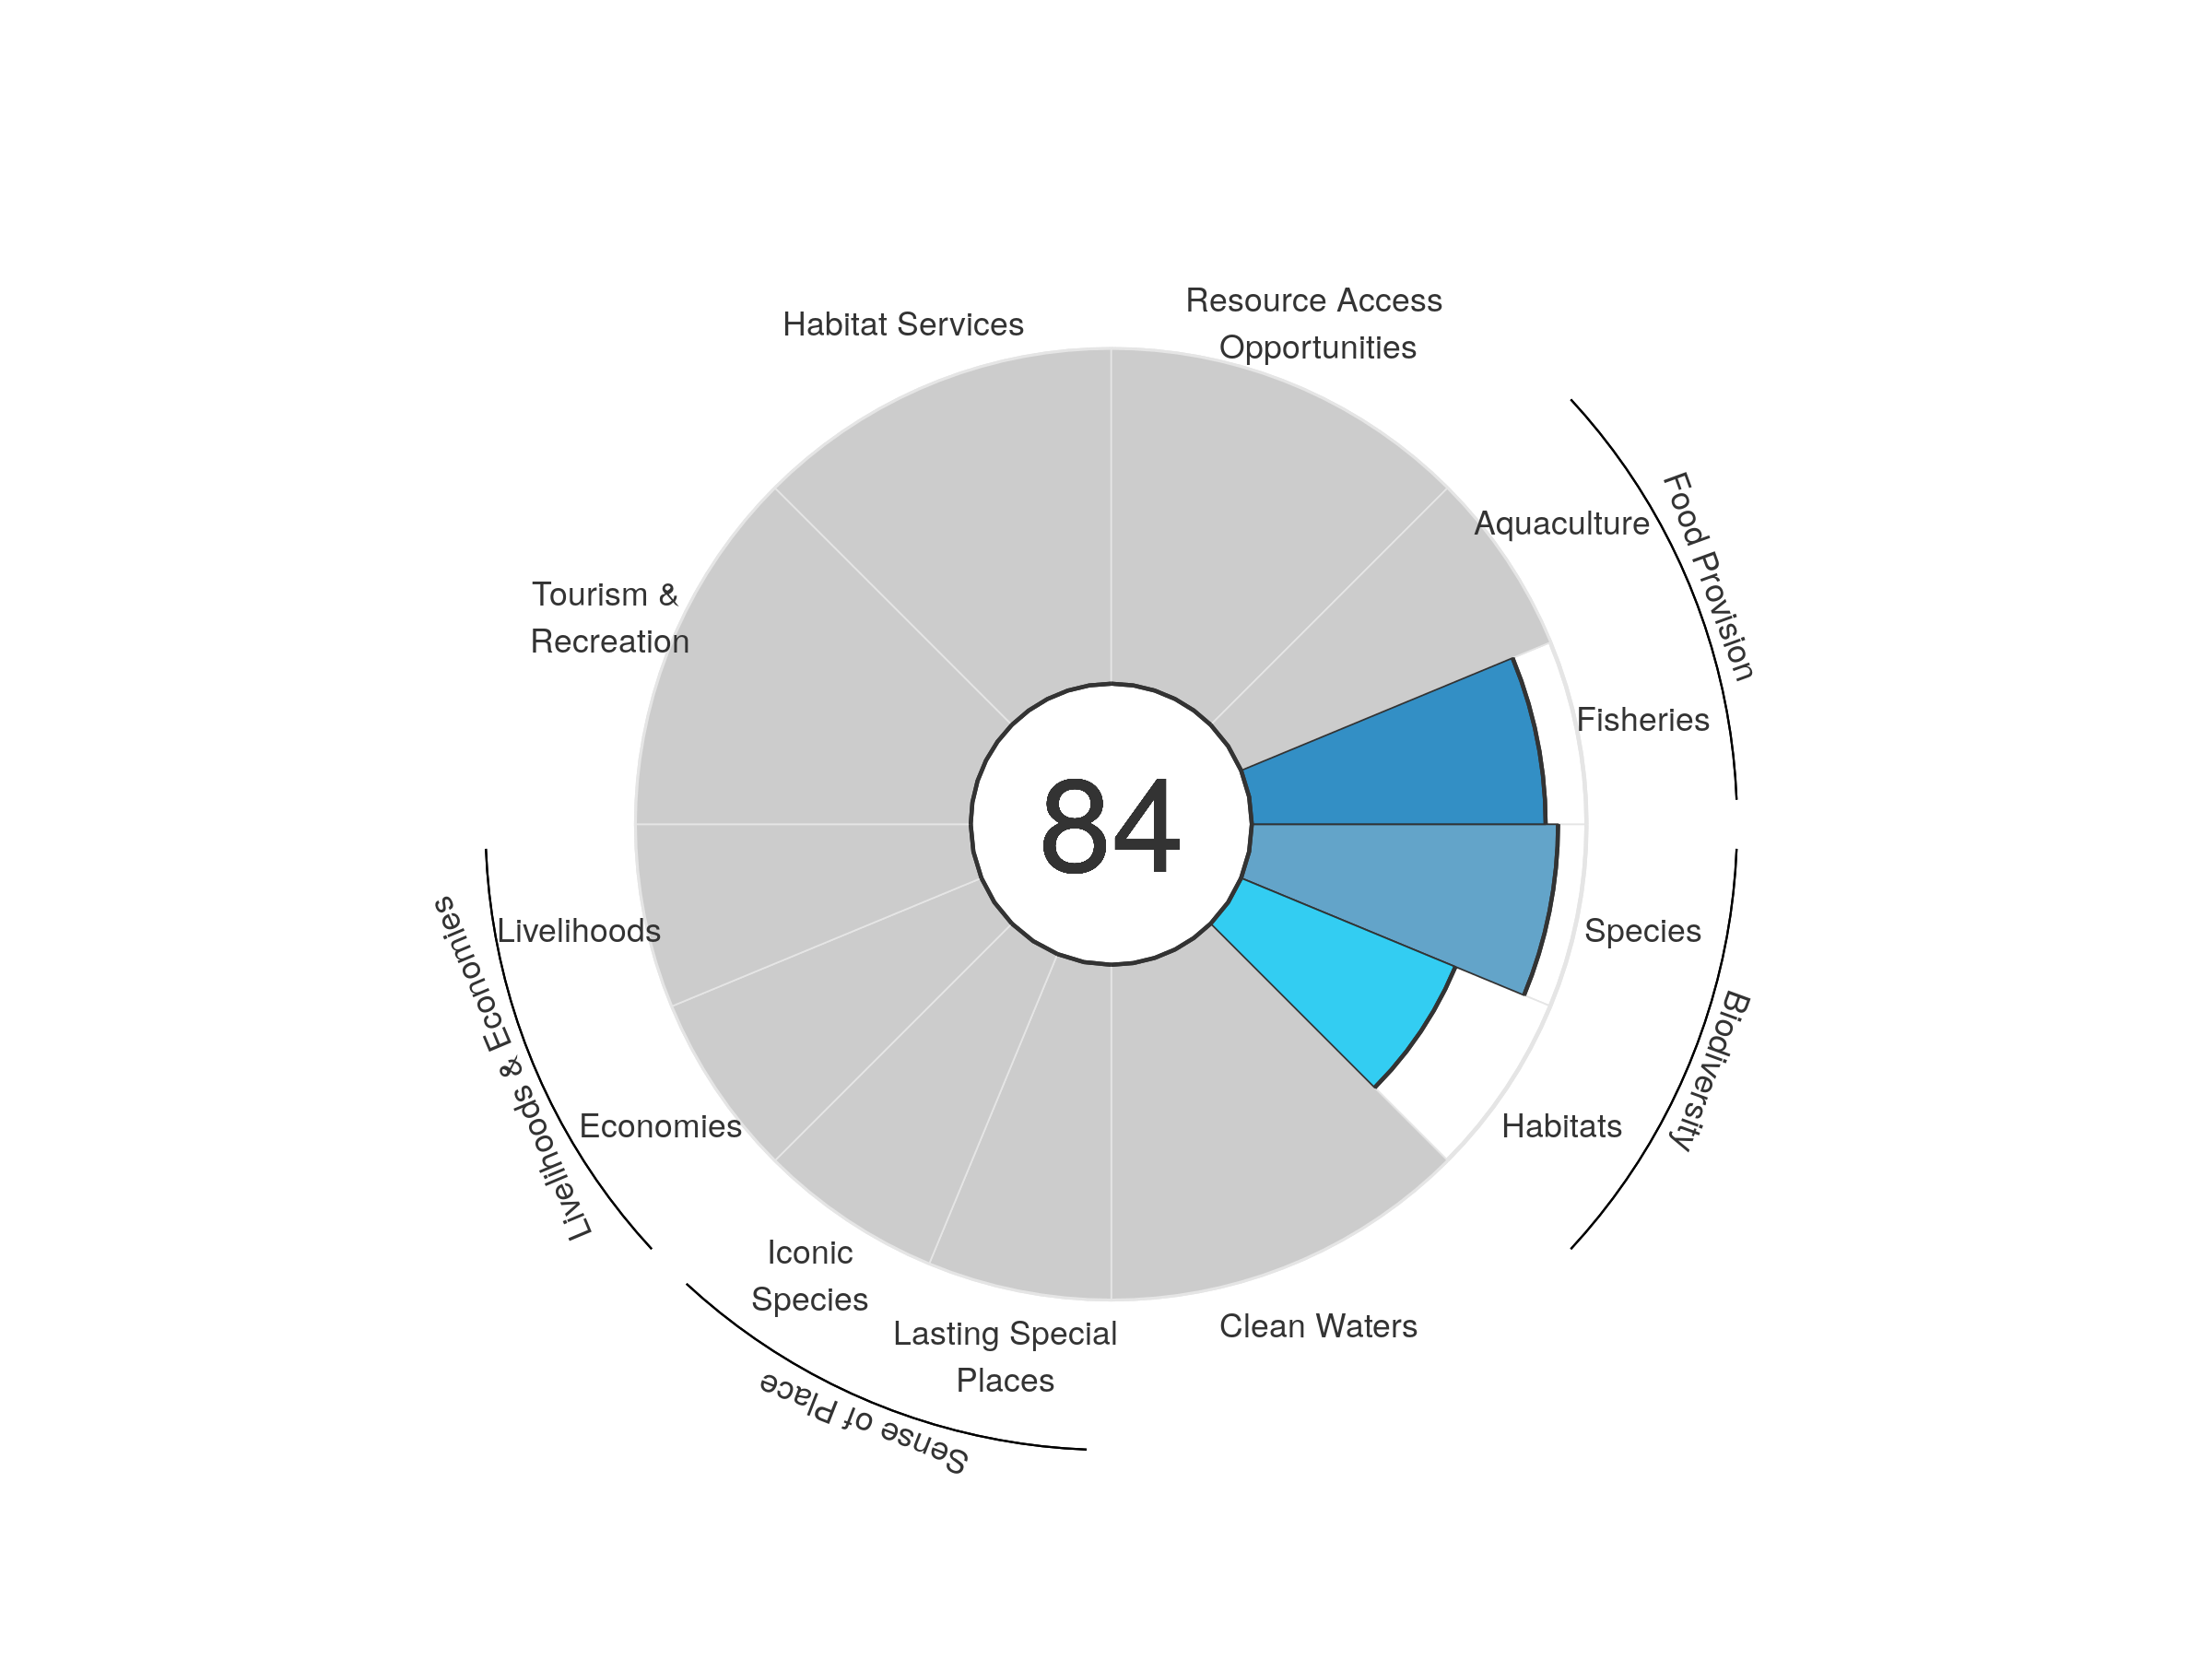 Resource Access
Opportunities
Habitat Services
Aquaculture
Food Provision
Tourism &
Recreation
Fisheries
84
Livelihoods
Species
Livelihoods & Economies
Biodiversity
Economies
Habitats
Iconic
Species
Lasting Special
Places
Clean Waters
Sense of Place